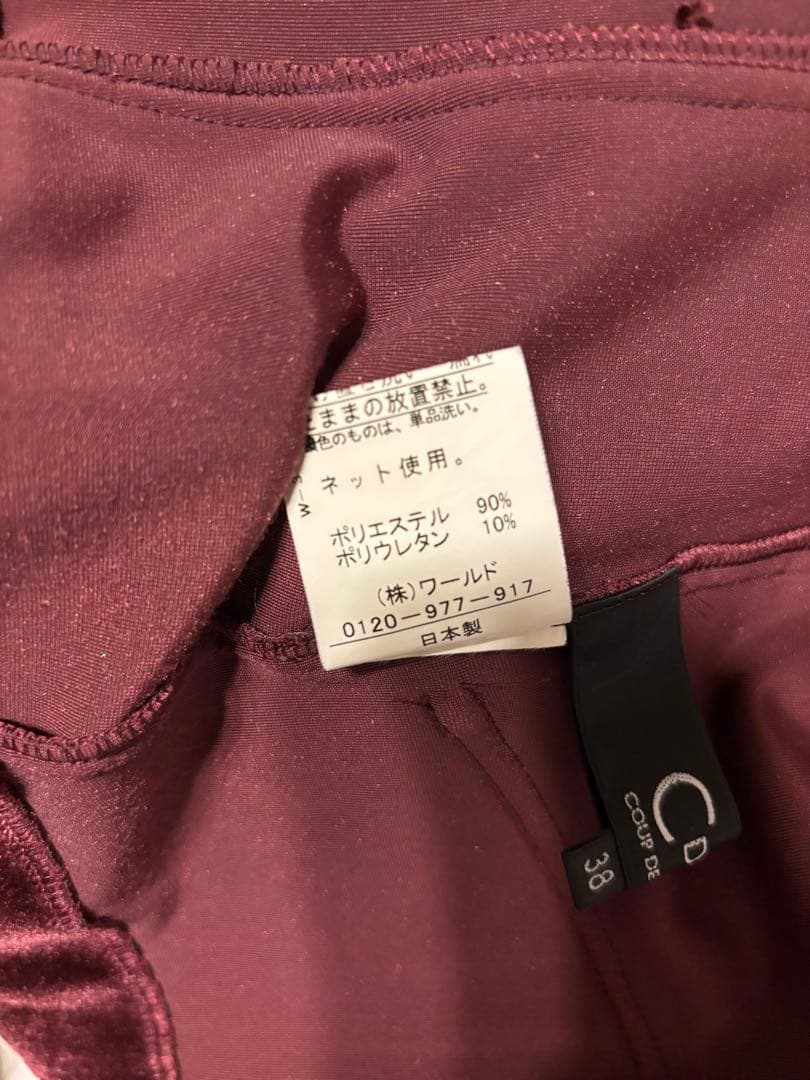 ままの放置禁止。
色のものは、単品洗い。
ネット使用。
ポリエステル 90%
ポリウレタン 10%
(株)ワールド
0120-977-917
日本製
C D
COUP DE
38